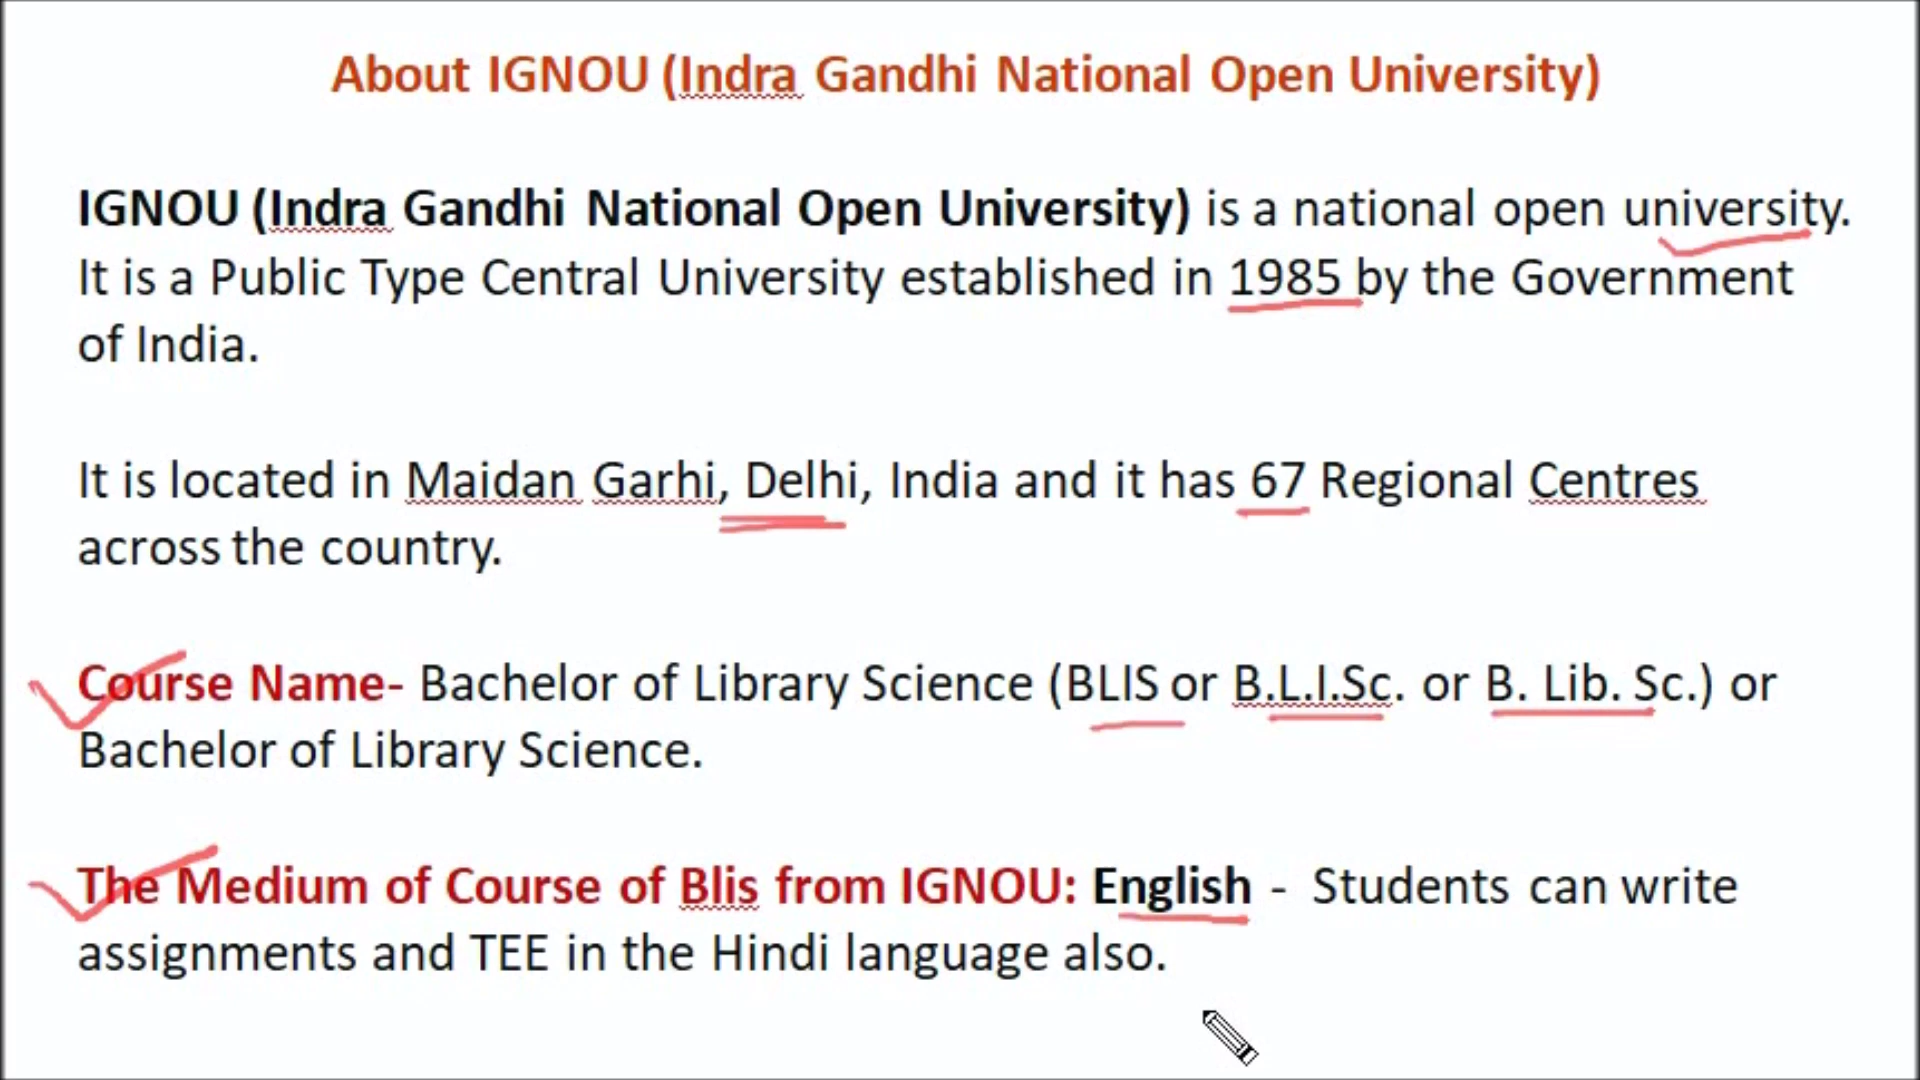 About IGNOU (Indra Gandhi National Open University)
IGNOU (Indra Gandhi National Open University) is a national open university.
It is a Public Type Central University established in 1985 by the Government
of India.
It is located in Maidan Garhi, Delhi, India and it has 67 Regional Centres
across the country.
Course Name- Bachelor of Library Science (BLIS or B.L.I.Sc. or B. Lib. Sc.) or
Bachelor of Library Science.
The Medium of Course of Blis from IGNOU: English - Students can write
assignments and TEE in the Hindi language also.